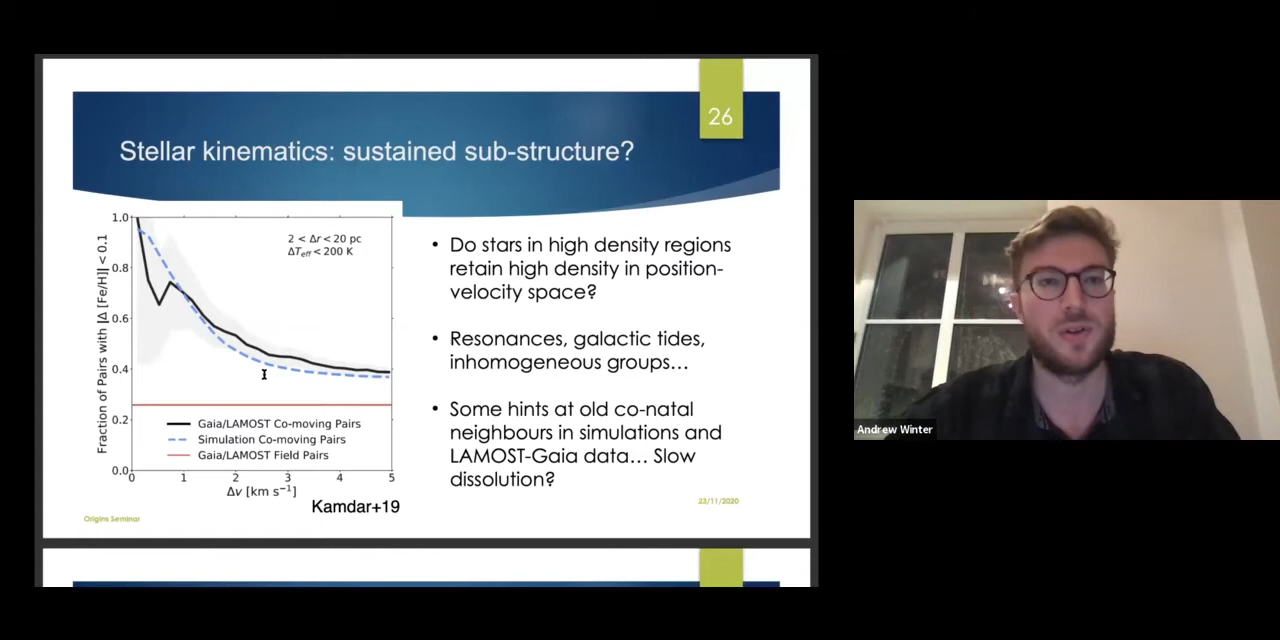 26
Stellar kinematics: sustained sub-structure?
1.0
0.8
0.6
0.4
0.2
0.0
Fraction of Pairs with |Δ [Fe/H]| < 0.1
2 < Δr < 20 pc
ΔTeff < 200 K
Gaia/LAMOST Co-moving Pairs
Simulation Co-moving Pairs
Gaia/LAMOST Field Pairs
0 1 2 3 4 5
Δv [km s⁻¹]
Kamdar+19
• Do stars in high density regions
retain high density in position-
velocity space?
• Resonances, galactic tides,
inhomogeneous groups...
• Some hints at old co-natal
neighbours in simulations and
LAMOST-Gaia data... Slow
dissolution?
Origins Seminar
23/11/2020
Andrew Winter